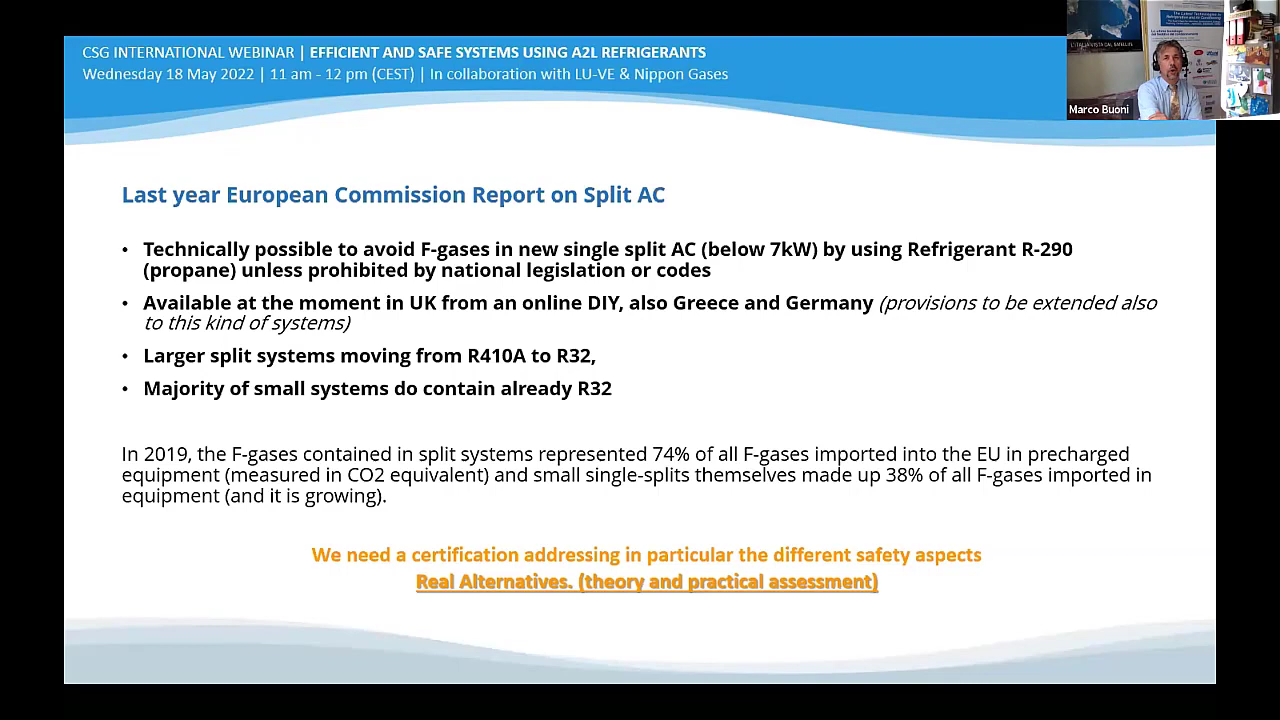 CSG INTERNATIONAL WEBINAR | EFFICIENT AND SAFE SYSTEMS USING A2L REFRIGERANTS
Wednesday 18 May 2022 | 11 am - 12 pm (CEST) | In collaboration with LU-VE & Nippon Gases
L'ITALIA VISTA DAL SATELLITE
Marco Buoni
Last year European Commission Report on Split AC
• Technically possible to avoid F-gases in new single split AC (below 7kW) by using Refrigerant R-290
(propane) unless prohibited by national legislation or codes
• Available at the moment in UK from an online DIY, also Greece and Germany (provisions to be extended also
to this kind of systems)
• Larger split systems moving from R410A to R32,
• Majority of small systems do contain already R32
In 2019, the F-gases contained in split systems represented 74% of all F-gases imported into the EU in precharged
equipment (measured in CO2 equivalent) and small single-splits themselves made up 38% of all F-gases imported in
equipment (and it is growing).
We need a certification addressing in particular the different safety aspects
Real Alternatives. (theory and practical assessment)